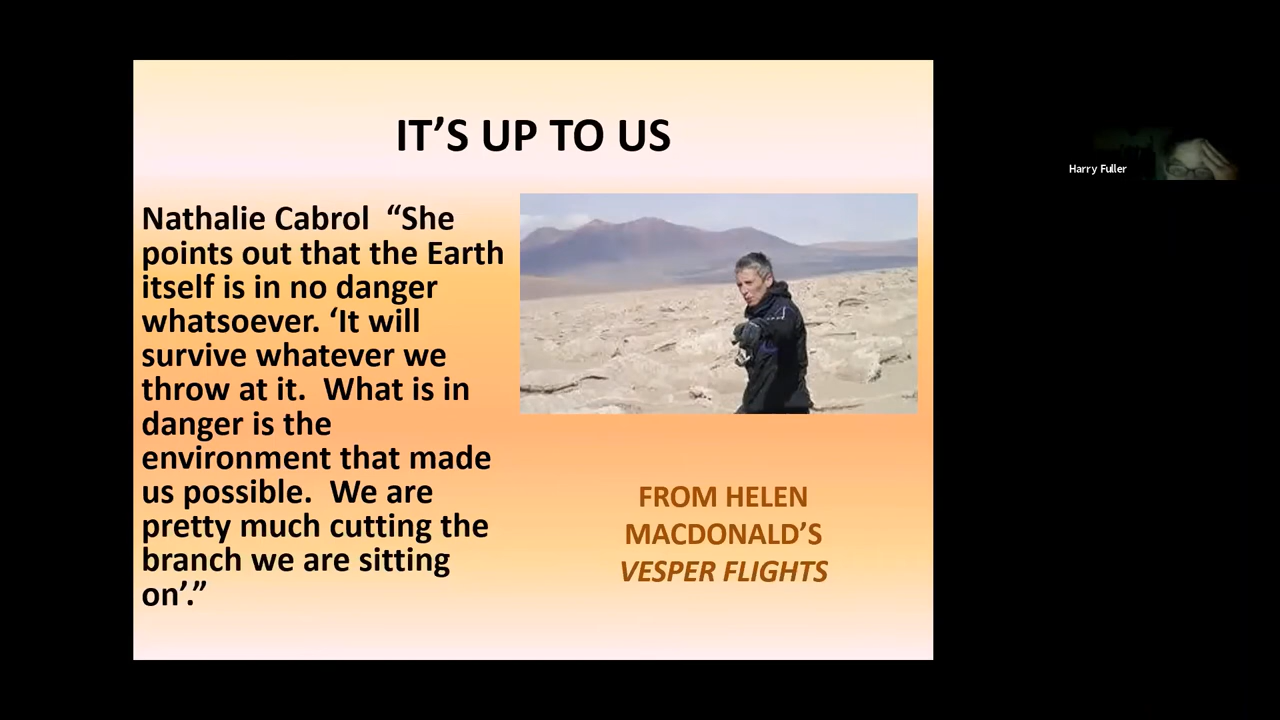 IT’S UP TO US
Nathalie Cabrol “She
points out that the Earth
itself is in no danger
whatsoever. ‘It will
survive whatever we
throw at it. What is in
danger is the
environment that made
us possible. We are
pretty much cutting the
branch we are sitting
on’.”
FROM HELEN
MACDONALD’S
VESPER FLIGHTS
Harry Fuller